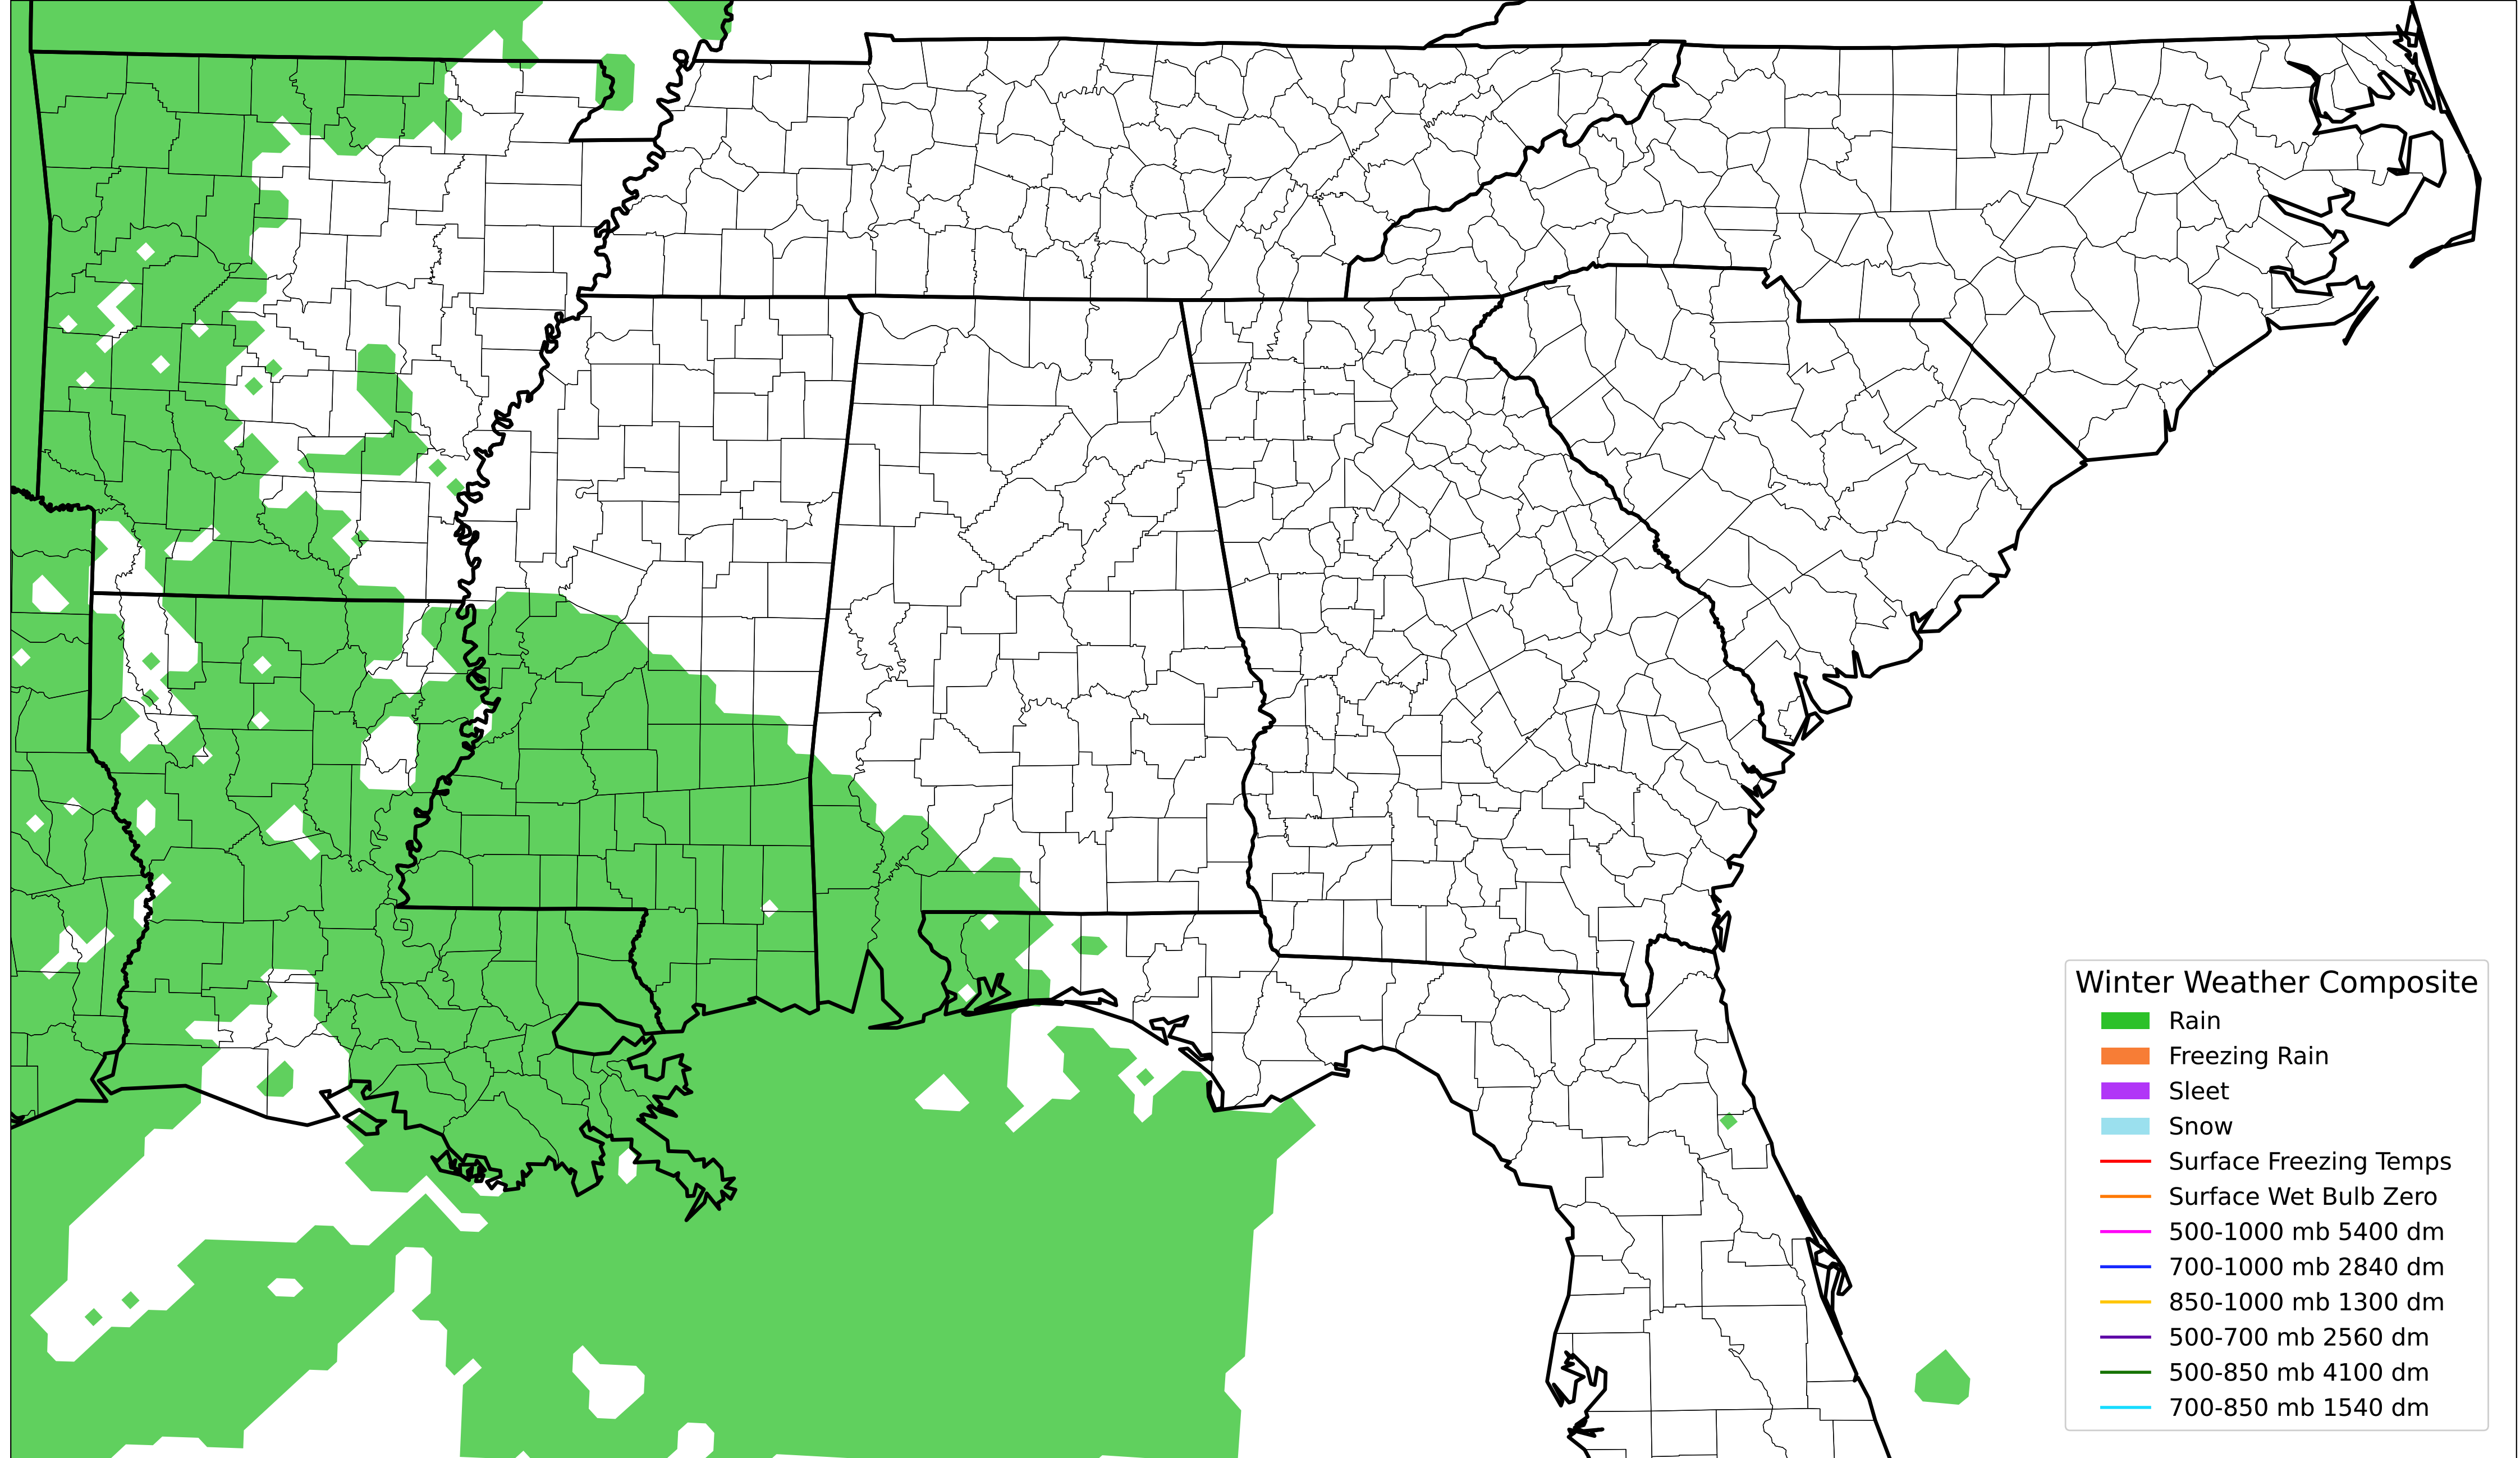 Winter Weather Composite
Rain
Freezing Rain
Sleet
Snow
Surface Freezing Temps
Surface Wet Bulb Zero
500-1000 mb 5400 dm
700-1000 mb 2840 dm
850-1000 mb 1300 dm
500-700 mb 2560 dm
500-850 mb 4100 dm
700-850 mb 1540 dm